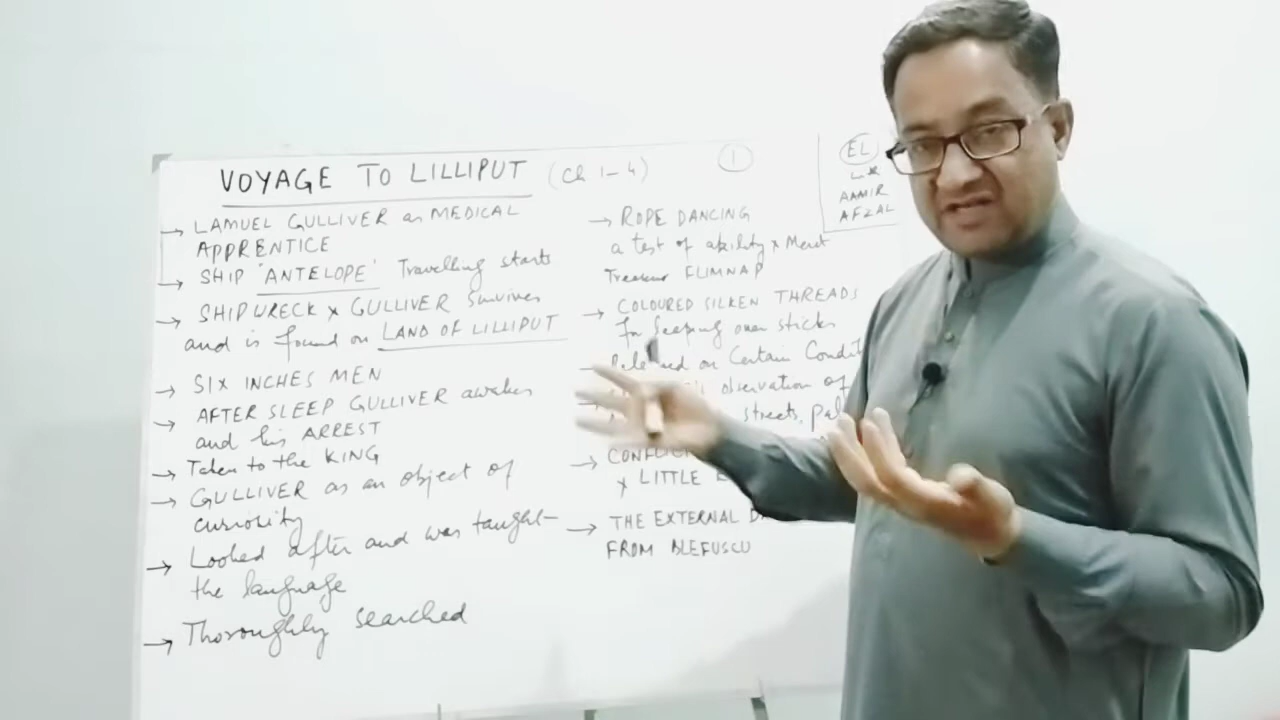 VOYAGE TO LILLIPUT (Ch 1-4)
→ LAMUEL GULLIVER as MEDICAL
APPRENTICE
→ SHIP 'ANTELOPE' Travelling starts
→ SHIPWRECK & GULLIVER survives
and is found on LAND OF LILLIPUT
→ SIX INCHES MEN
→ AFTER SLEEP GULLIVER awakes
and his ARREST
→ Taken to the KING
→ GULLIVER as an object of
curiosity
→ Looked after and was taught
the language
→ Thoroughly searched
1
→ ROPE DANCING
a test of ability & Merit
FLIMNAP
→ COLOURED SILKEN THREADS
for leaping over sticks
on Certain
of
streets,
→
& LITTLE
→ THE EXTERNAL
FROM BLEFUSCU
EL
AAMIR
AFZAL